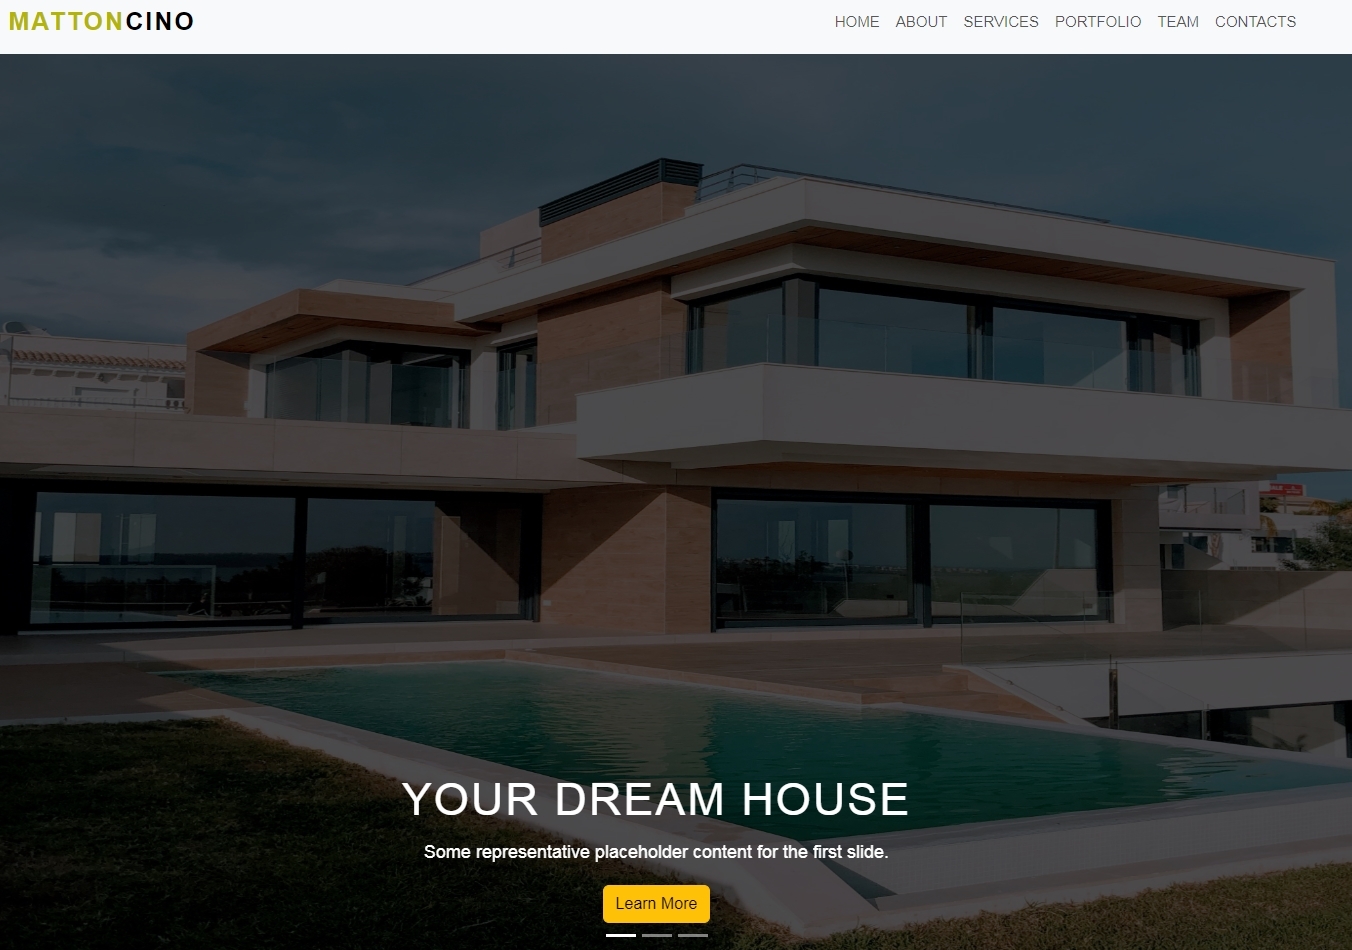 MATTONCINO
HOME ABOUT SERVICES PORTFOLIO TEAM CONTACTS
YOUR DREAM HOUSE
Some representative placeholder content for the first slide.
Learn More